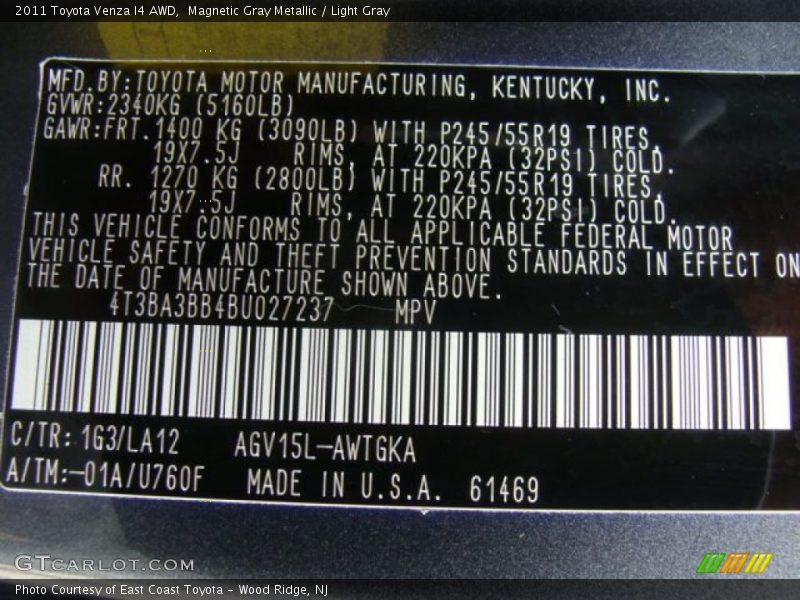 2011 Toyota Venza I4 AWD,  Magnetic Gray Metallic / Light Gray
MFD.BY:TOYOTA MOTOR MANUFACTURING, KENTUCKY, INC.
GVWR:2340KG (5160LB)
GAWR:FRT.1400 KG (3090LB) WITH P245/55R19 TIRES,
19X7.5J RIMS, AT 220KPA (32PSI) COLD.
RR. 1270 KG (2800LB) WITH P245/55R19 TIRES,
19X7.5J RIMS, AT 220KPA (32PSI) COLD.
THIS VEHICLE CONFORMS TO ALL APPLICABLE FEDERAL MOTOR
VEHICLE SAFETY AND THEFT PREVENTION STANDARDS IN EFFECT ON
THE DATE OF MANUFACTURE SHOWN ABOVE.
4T3BA3BB4BU027237 MPV
C/TR: 1G3/LA12 AGV15L-AWTGKA
A/TM:-01A/U760F MADE IN U.S.A. 61469
GTCARLOT.COM
Photo Courtesy of East Coast Toyota - Wood Ridge, NJ